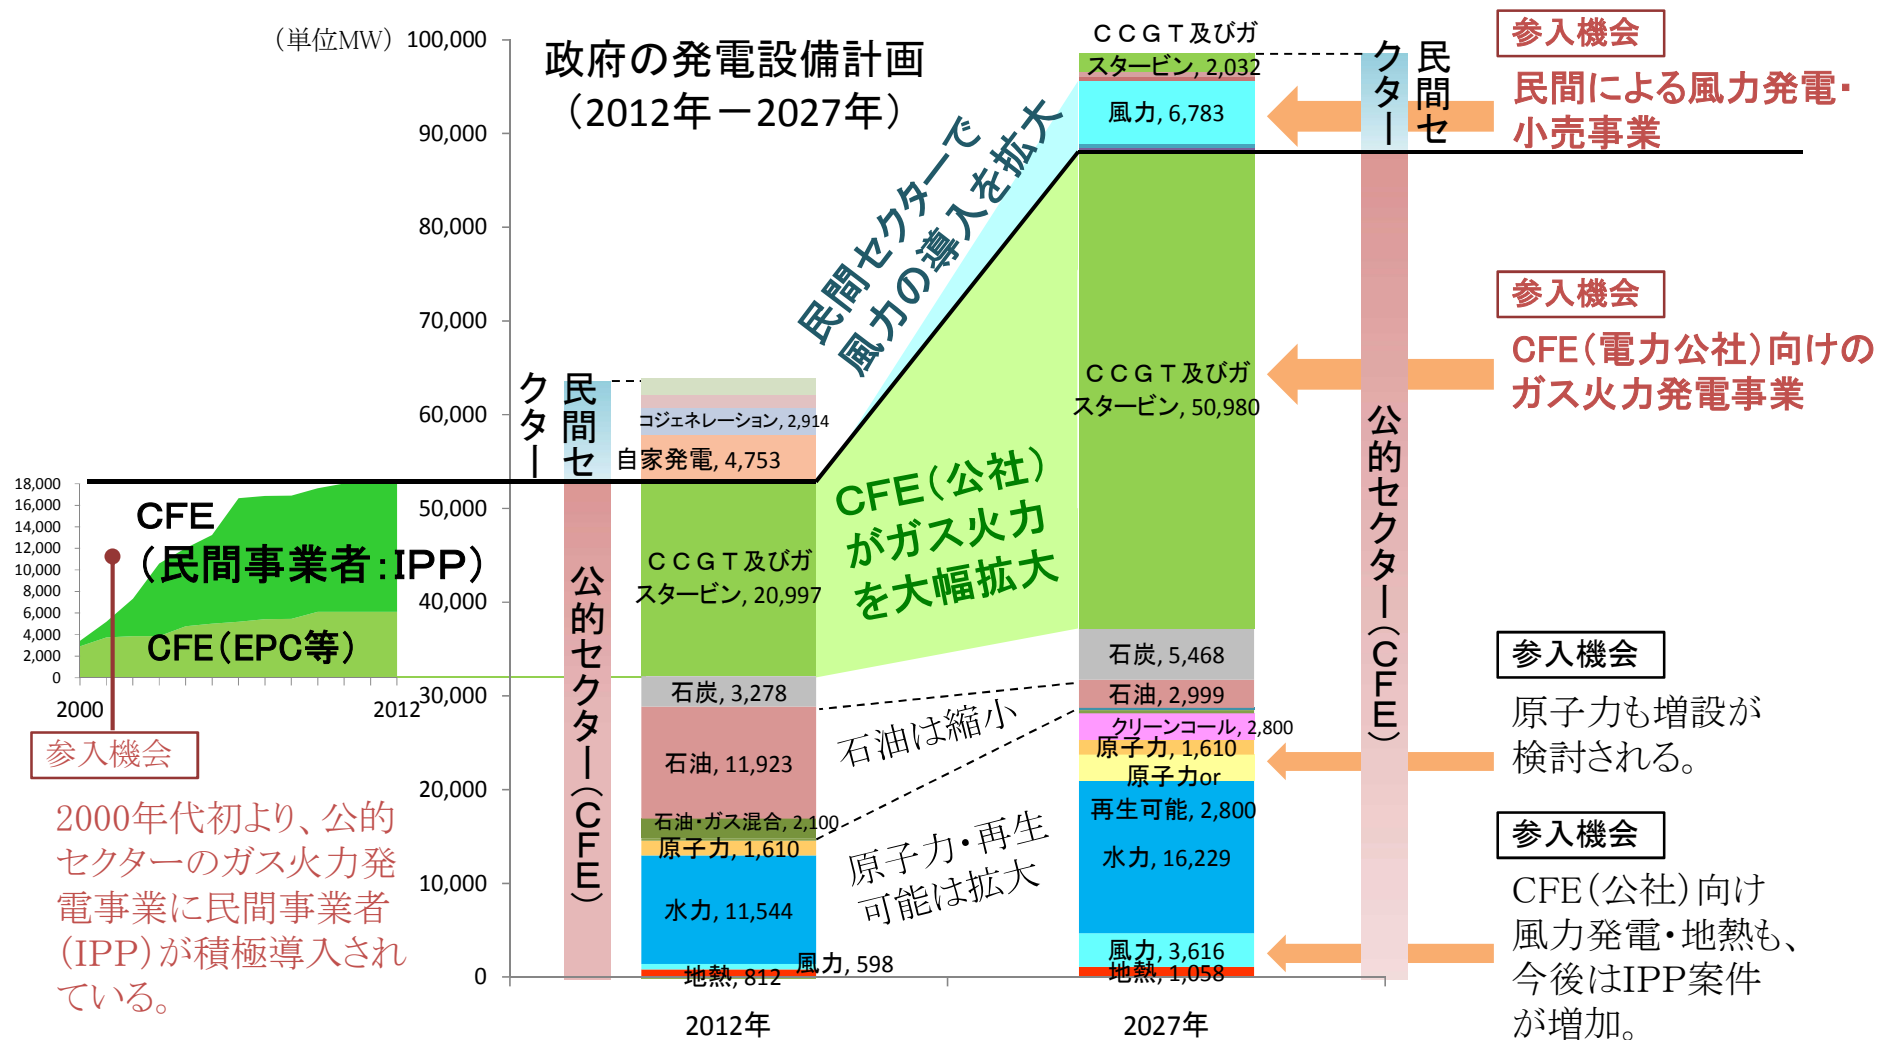 （単位MW）
政府の発電設備計画
（2012年－2027年）
100,000
90,000
80,000
70,000
60,000
50,000
40,000
30,000
20,000
10,000
0
18,000
16,000
14,000
12,000
10,000
8,000
6,000
4,000
2,000
0
2000
2012
CFE
（民間事業者：IPP）
CFE（EPC等）
参入機会
2000年代初より、公的
セクターのガス火力発
電事業に民間事業者
（IPP）が積極導入され
ている。
民間セ
クター
公的セクター（CFE）
コジェネレーション, 2,914
自家発電, 4,753
ＣＣＧＴ及びガ
スタービン, 20,997
石炭, 3,278
石油, 11,923
石油・ガス混合, 2,100
原子力, 1,610
水力, 11,544
風力, 598
地熱, 812
2012年
民間セクターで
風力の導入を拡大
CFE（公社）
がガス火力
を大幅拡大
石油は縮小
原子力・再生
可能は拡大
ＣＣＧＴ及びガ
スタービン, 2,032
風力, 6,783
ＣＣＧＴ及びガ
スタービン, 50,980
石炭, 5,468
石油, 2,999
クリーンコール, 2,800
原子力, 1,610
原子力or
再生可能, 2,800
水力, 16,229
風力, 3,616
地熱, 1,058
2027年
民間セ
クター
公的セクター（CFE）
参入機会
民間による風力発電・
小売事業
参入機会
CFE（電力公社）向けの
ガス火力発電事業
参入機会
原子力も増設が
検討される。
参入機会
CFE（公社）向け
風力発電・地熱も、
今後はIPP案件
が増加。